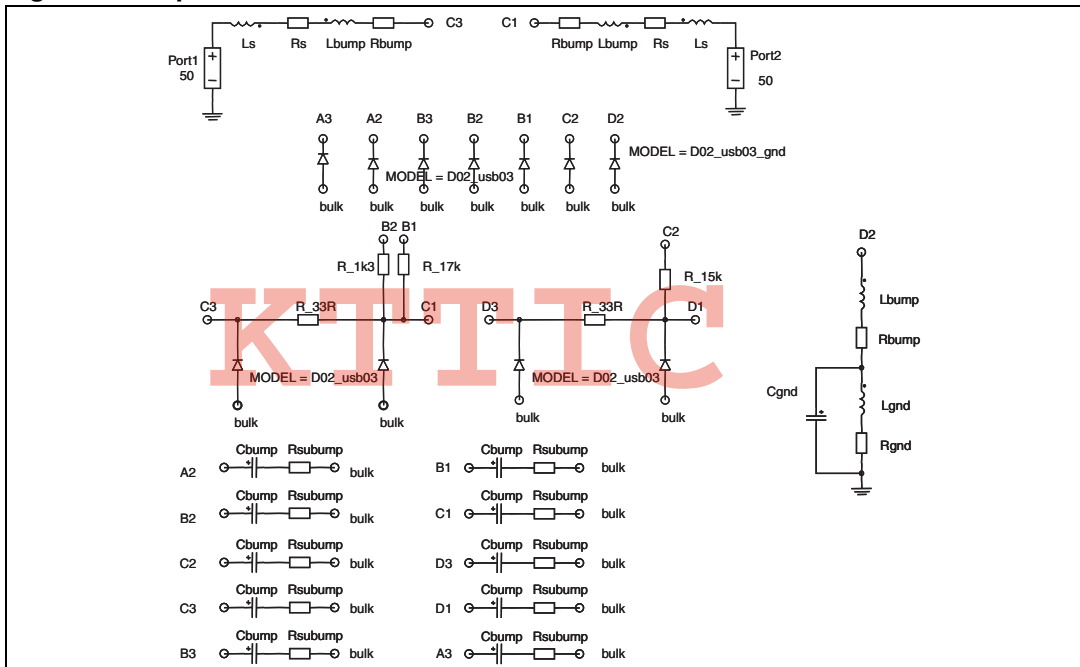 C3 C1
Ls Rs Lbump Rbump Rbump Lbump Rs Ls
Port1 50 + −
Port2 50 + −
A3 A2 B3 B2 B1 C2 D2
MODEL = D02_usb03_gnd
MODEL = D02_usb03
bulk bulk bulk bulk bulk bulk bulk
B2 B1 C2 D2
R_1k3 R_17k R_15k
C3 R_33R C1 D3 R_33R D1
Lbump
Rbump
KTTIC
MODEL = D02_usb03 MODEL = D02_usb03
bulk bulk bulk bulk
Cgnd Lgnd
Rgnd
A2 Cbump Rsubump bulk
B1 Cbump Rsubump bulk
B2 Cbump Rsubump bulk
C1 Cbump Rsubump bulk
C2 Cbump Rsubump bulk
D3 Cbump Rsubump bulk
C3 Cbump Rsubump bulk
D1 Cbump Rsubump bulk
B3 Cbump Rsubump bulk
A3 Cbump Rsubump bulk